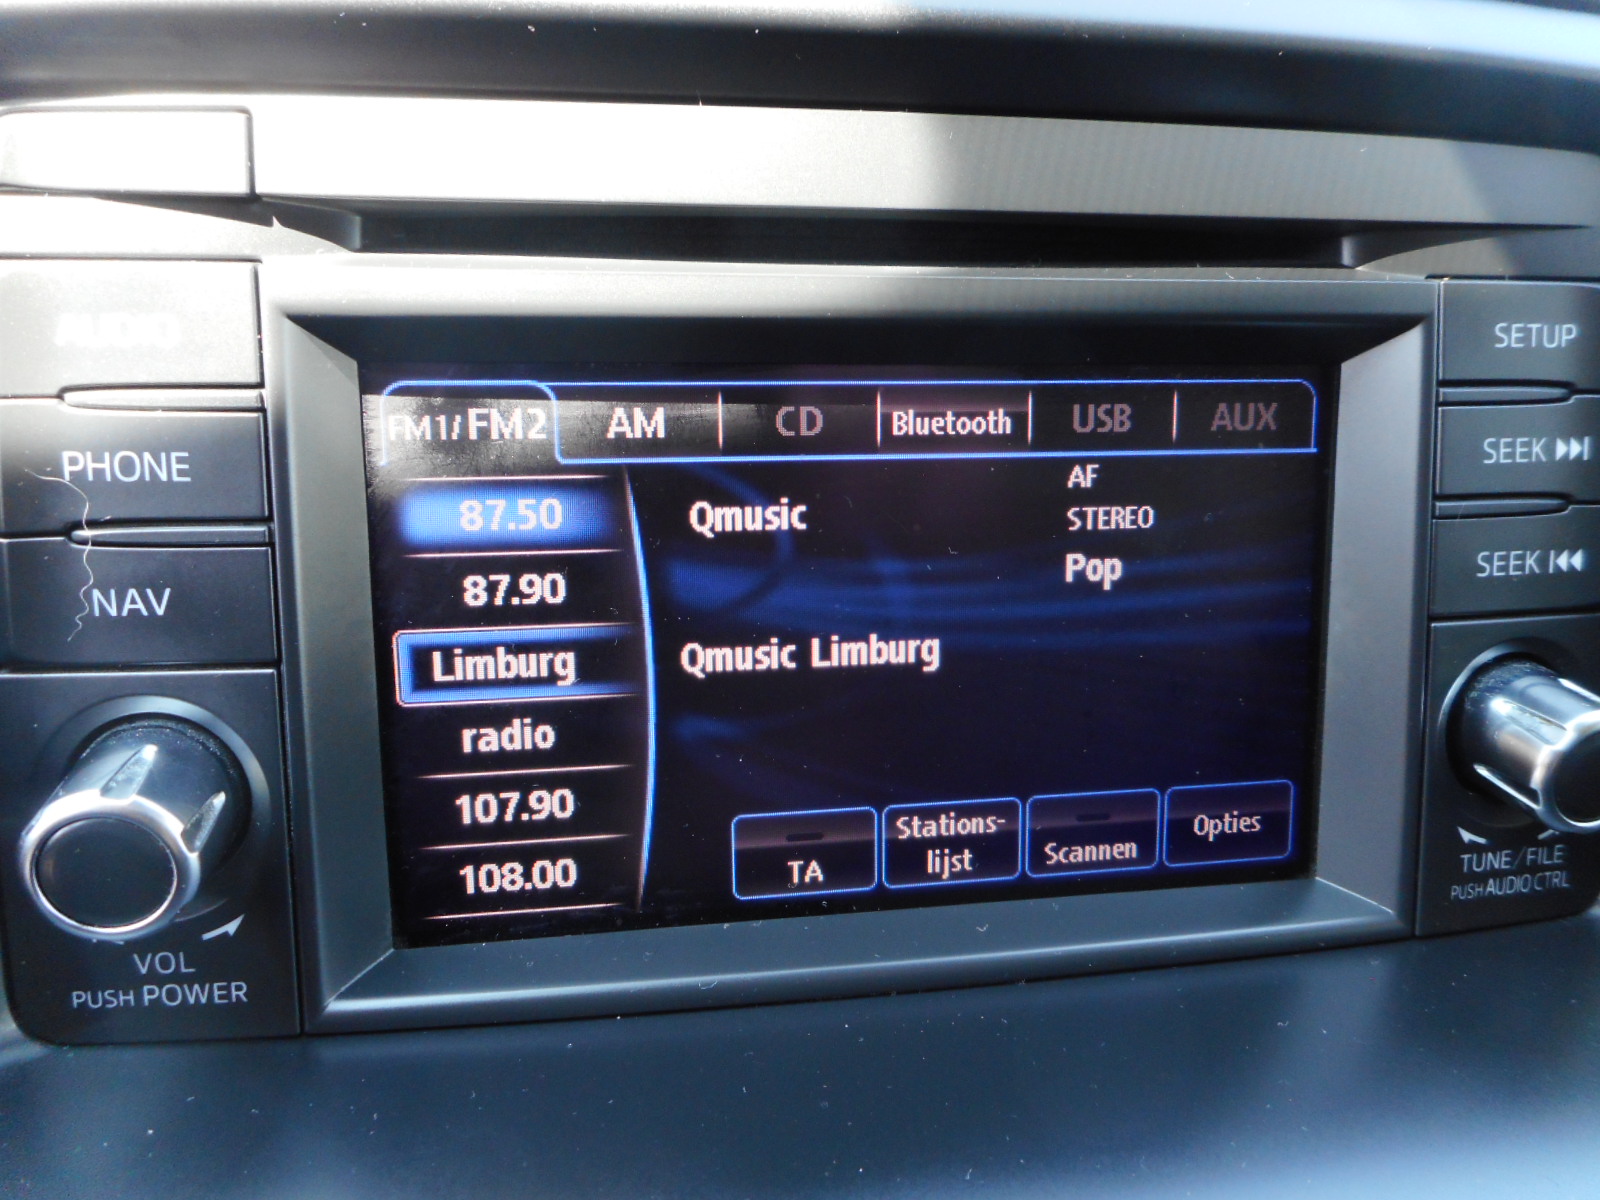 AUDIO
PHONE
NAV
VOL
PUSH POWER
FM1/FM2
AM
CD
Bluetooth
USB
AUX
87.50
87.90
Limburg
radio
107.90
108.00
Qmusic
AF
STEREO
Pop
Qmusic Limburg
TA
Stations-
lijst
Scannen
Opties
SETUP
SEEK
SEEK
TUNE/FILE
PUSH AUDIO CTRL